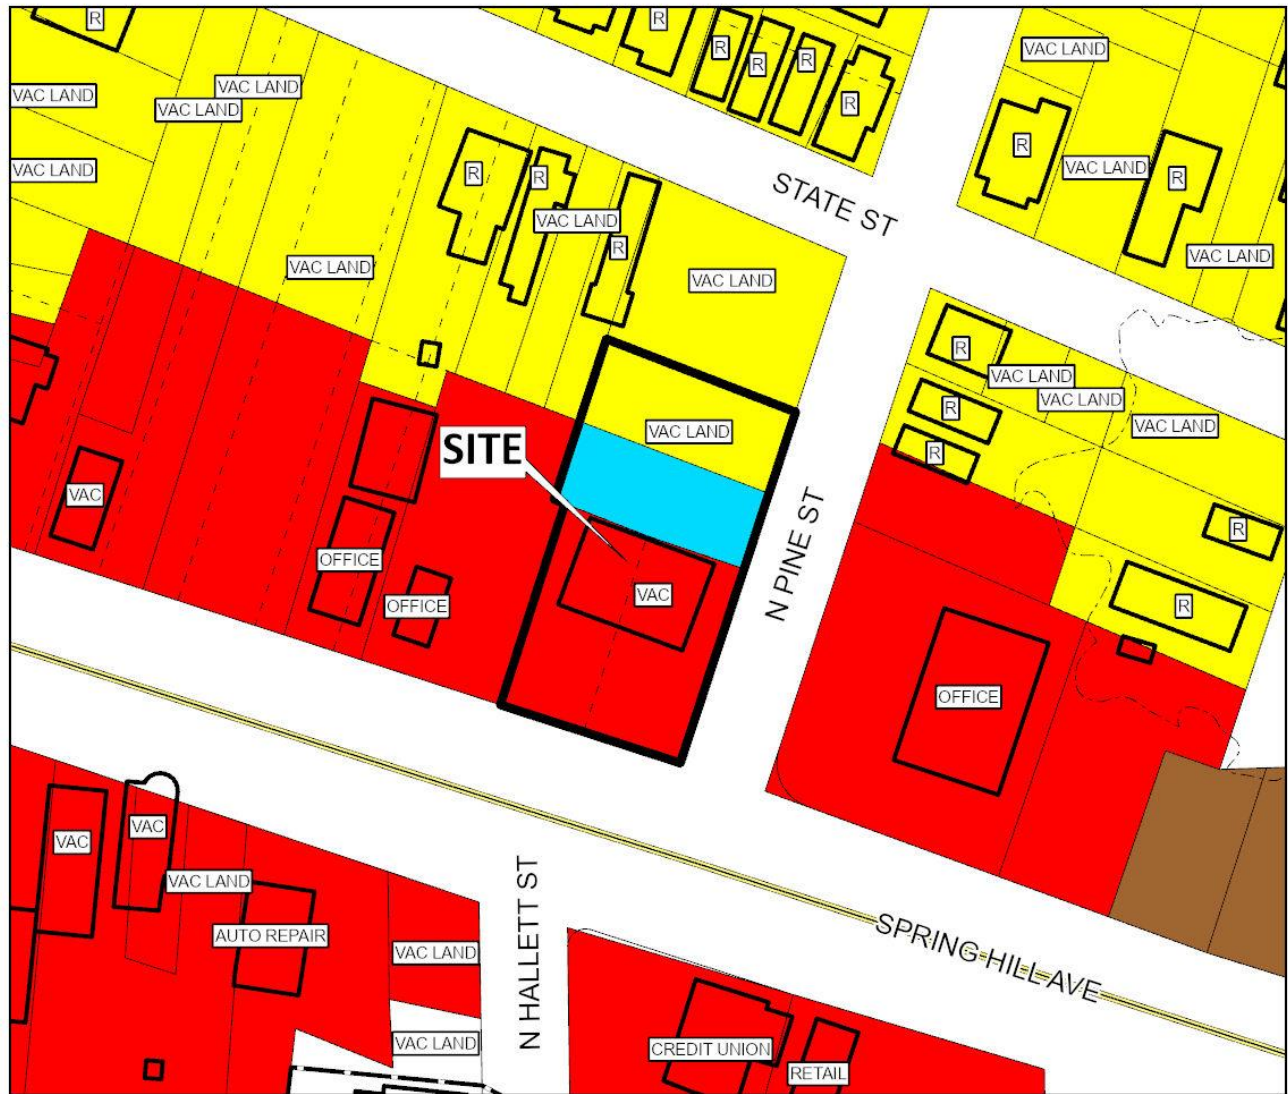 R
R
R
R
R
R
VAC LAND
VAC LAND
VAC LAND
VAC LAND
R
R
VAC LAND
R
VAC LAND
R
R
STATE ST
VAC LAND
R
VAC LAND
VAC LAND
VAC LAND
R
VAC LAND
VAC LAND
R
VAC LAND
VAC LAND
SITE
R
VAC
N PINE ST
R
OFFICE
VAC
OFFICE
R
OFFICE
VAC
VAC
VAC LAND
N HALLETT ST
SPRING HILL AVE
AUTO REPAIR
VAC LAND
VAC LAND
CREDIT UNION
RETAIL